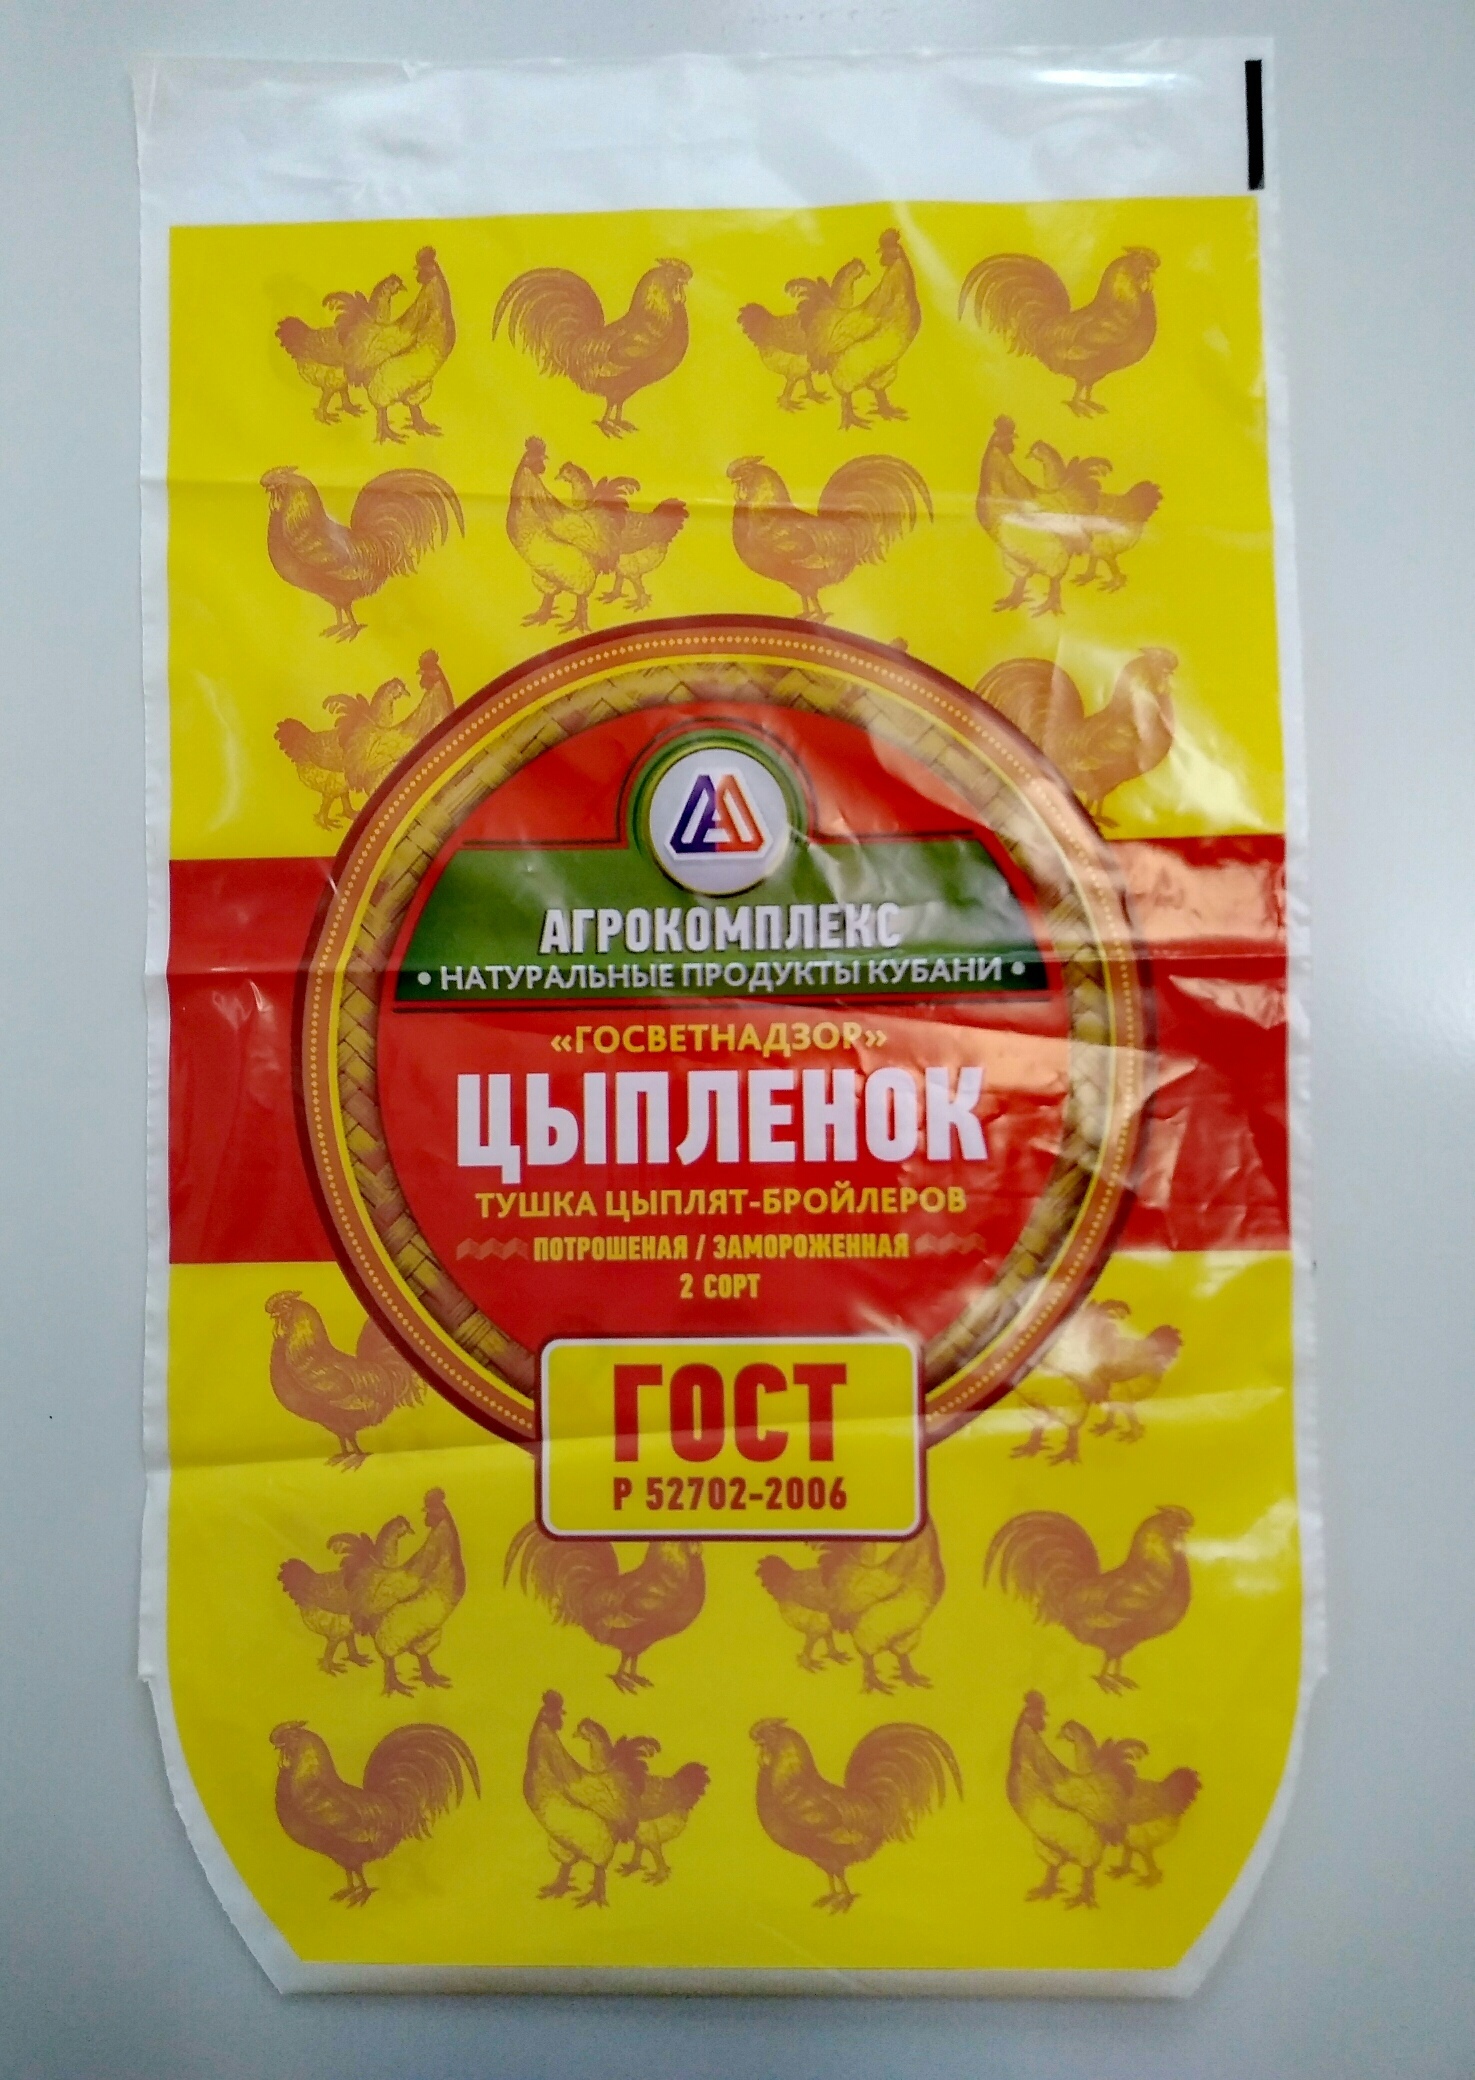 АГРОКОМПЛЕКС
• НАТУРАЛЬНЫЕ ПРОДУКТЫ КУБАНИ •
«ГОСВЕТНАДЗОР»
ЦЫПЛЕНОК
ТУШКА ЦЫПЛЯТ-БРОЙЛЕРОВ
ПОТРОШЕНАЯ / ЗАМОРОЖЕННАЯ
2 СОРТ
ГОСТ
Р 52702-2006